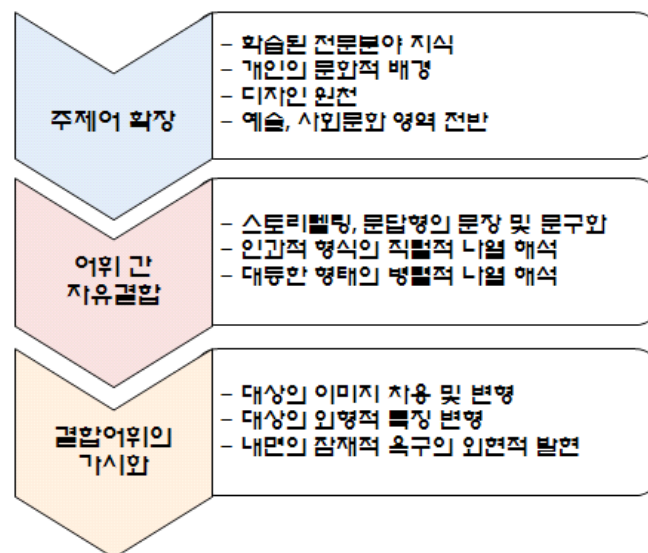 주제어 확장
– 학습된 전문분야 지식
– 개인의 문화적 배경
– 디자인 원천
– 예술, 사회문화 영역 전반
어휘 간
자유결합
– 스토리텔링, 문답형의 문장 및 문구화
– 인과적 형식의 직렬적 나열 해석
– 대등한 형태의 병렬적 나열 해석
결합어휘의
가시화
– 대상의 이미지 차용 및 변형
– 대상의 외형적 특징 변형
– 내면의 잠재적 욕구의 외현적 발현